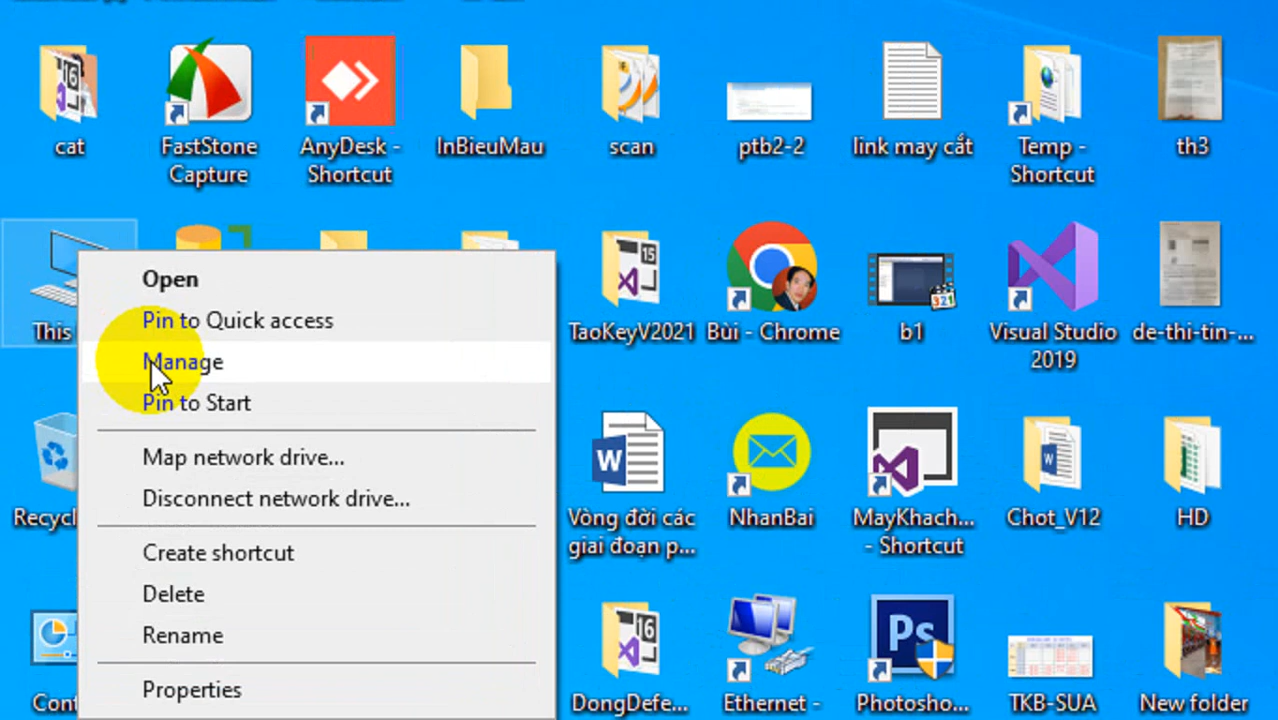 cat
FastStone
Capture
AnyDesk -
Shortcut
InBieuMau
scan
ptb2-2
link may cắt
Temp -
Shortcut
th3
This
TaoKeyV2021
Bùi - Chrome
b1
Visual Studio
2019
de-thi-tin-...
Open
Pin to Quick access
Manage
Pin to Start
Map network drive...
Disconnect network drive...
Create shortcut
Delete
Rename
Properties
Recycl
Vòng đời các
giai đoạn p...
NhanBai
MayKhach...
- Shortcut
Chot_V12
HD
Cont
DongDefe...
Ethernet -
Photosho...
TKB-SUA
New folder